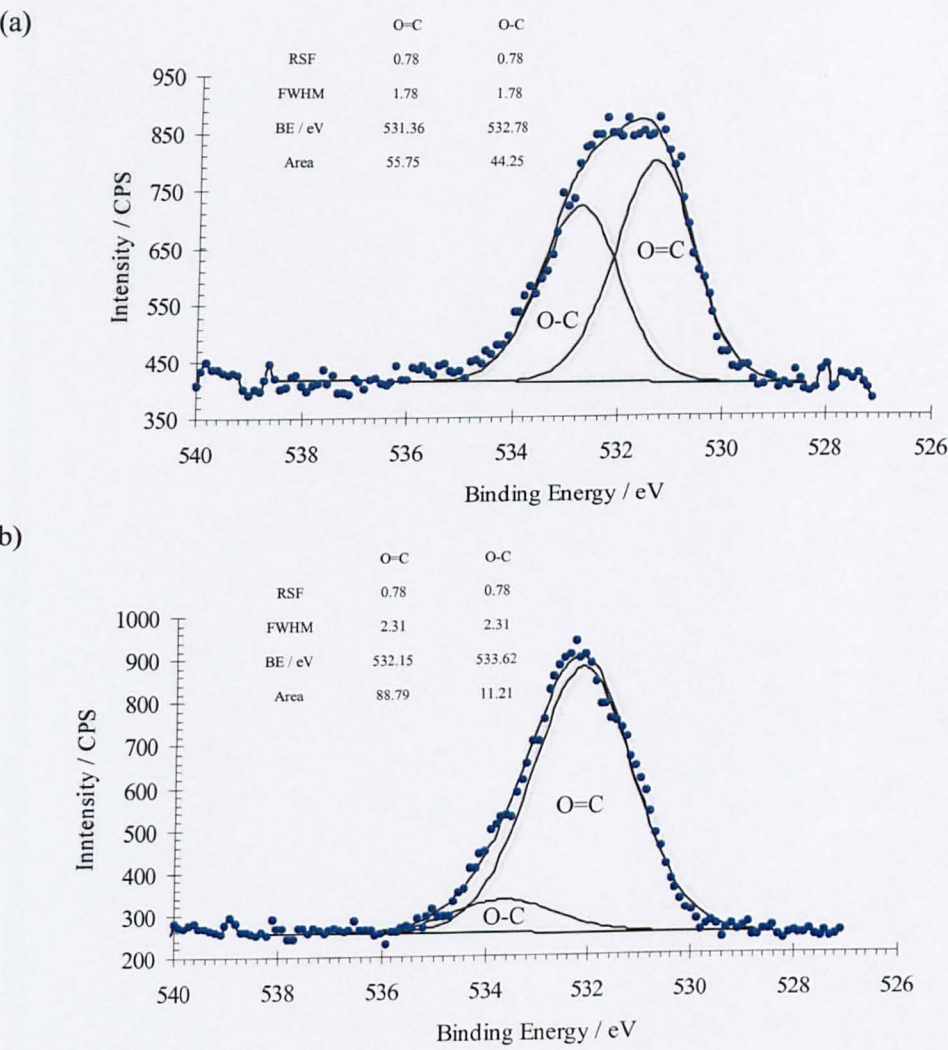 (a)
O=C O-C
RSF 0.78 0.78
FWHM 1.78 1.78
BE / eV 531.36 532.78
Area 55.75 44.25
950
850
750
650
550
450
350
Intensity / CPS
O=C
O-C
540 538 536 534 532 530 528 526
Binding Energy / eV
b)
O=C O-C
RSF 0.78 0.78
FWHM 2.31 2.31
BE / eV 532.15 533.62
Area 88.79 11.21
1000
900
800
700
600
500
400
300
200
Inntensity / CPS
O=C
O-C
540 538 536 534 532 530 528 526
Binding Energy / eV